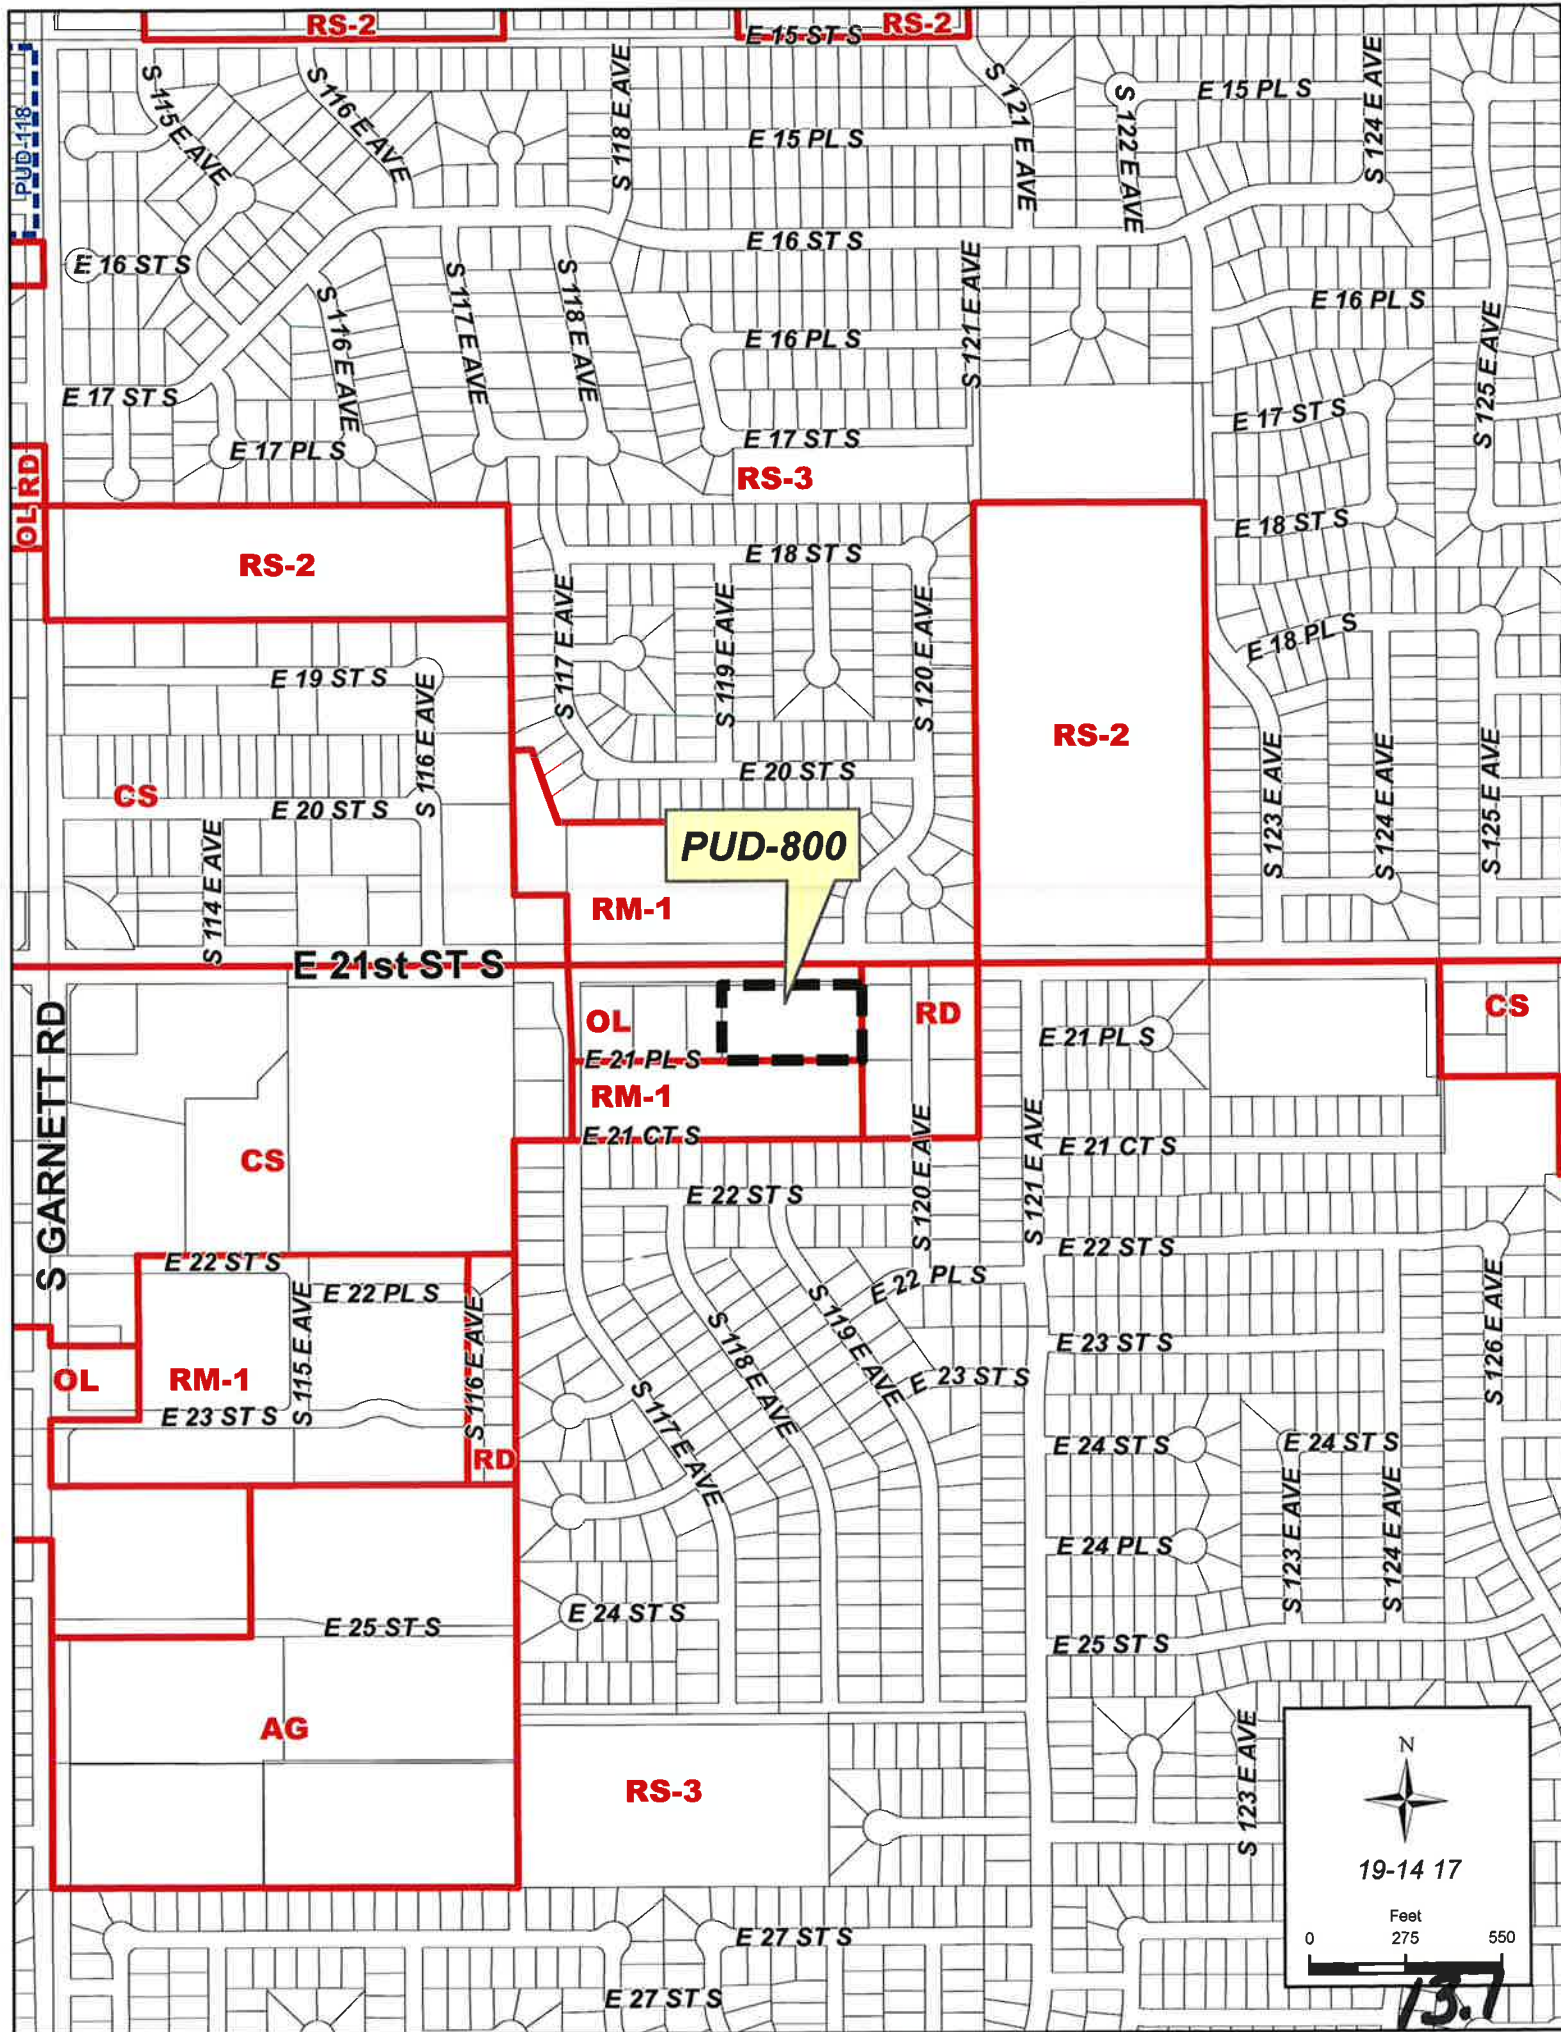 RS-2
RS-2
E 15 ST S
PUD-118
S 115 E AVE
S 116 E AVE
S 118 E AVE
S 121 E AVE
S 122 E AVE
E 15 PL S
S 124 E AVE
E 15 PL S
E 16 ST S
E 16 ST S
S 116 E AVE
S 117 E AVE
S 118 E AVE
S 121 E AVE
E 16 PL S
E 16 PL S
S 125 E AVE
E 17 ST S
E 17 PL S
E 17 ST S
E 17 ST S
RS-3
RD
OL
RS-2
E 18 ST S
E 18 ST S
S 117 E AVE
S 119 E AVE
S 120 E AVE
E 18 PL S
E 19 ST S
S 116 E AVE
RS-2
CS
E 20 ST S
E 20 ST S
S 123 E AVE
S 124 E AVE
S 125 E AVE
S 114 E AVE
PUD-800
RM-1
E 21st ST S
S GARNETT RD
OL
RD
CS
E 21 PL S
E 21 PL S
RM-1
E 21 CT S
S 120 E AVE
S 121 E AVE
E 21 CT S
CS
E 22 ST S
E 22 ST S
E 22 ST S
E 22 PL S
E 22 PL S
S 115 E AVE
S 116 E AVE
S 118 E AVE
S 119 E AVE
S 126 E AVE
E 23 ST S
OL
RM-1
E 23 ST S
E 23 ST S
S 117 E AVE
RD
E 24 ST S
E 24 ST S
S 123 E AVE
S 124 E AVE
E 24 PL S
E 24 ST S
E 25 ST S
E 25 ST S
AG
RS-3
S 123 E AVE
N
19-14 17
Feet
0 275 550
E 27 ST S
E 27 ST S
13.7